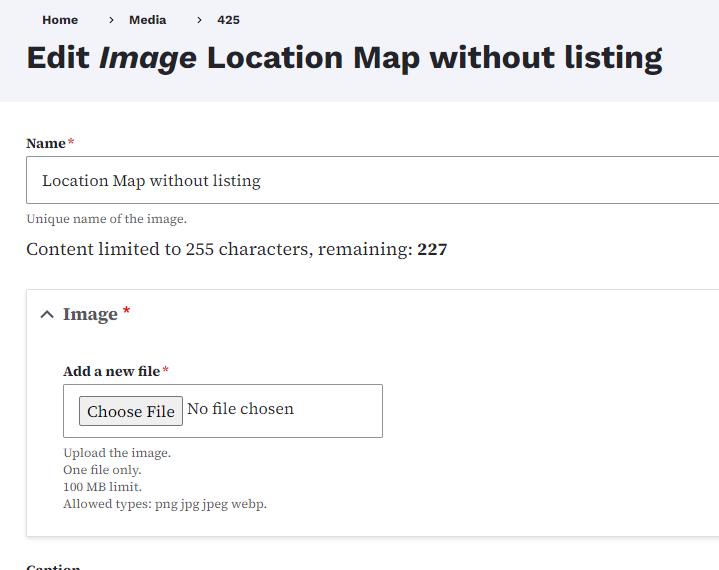 Home > Media > 425
Edit Image Location Map without listing
Name*
Location Map without listing
Unique name of the image.
Content limited to 255 characters, remaining: 227
Image *
Add a new file*
Choose File No file chosen
Upload the image.
One file only.
100 MB limit.
Allowed types: png jpg jpeg webp.
Caption